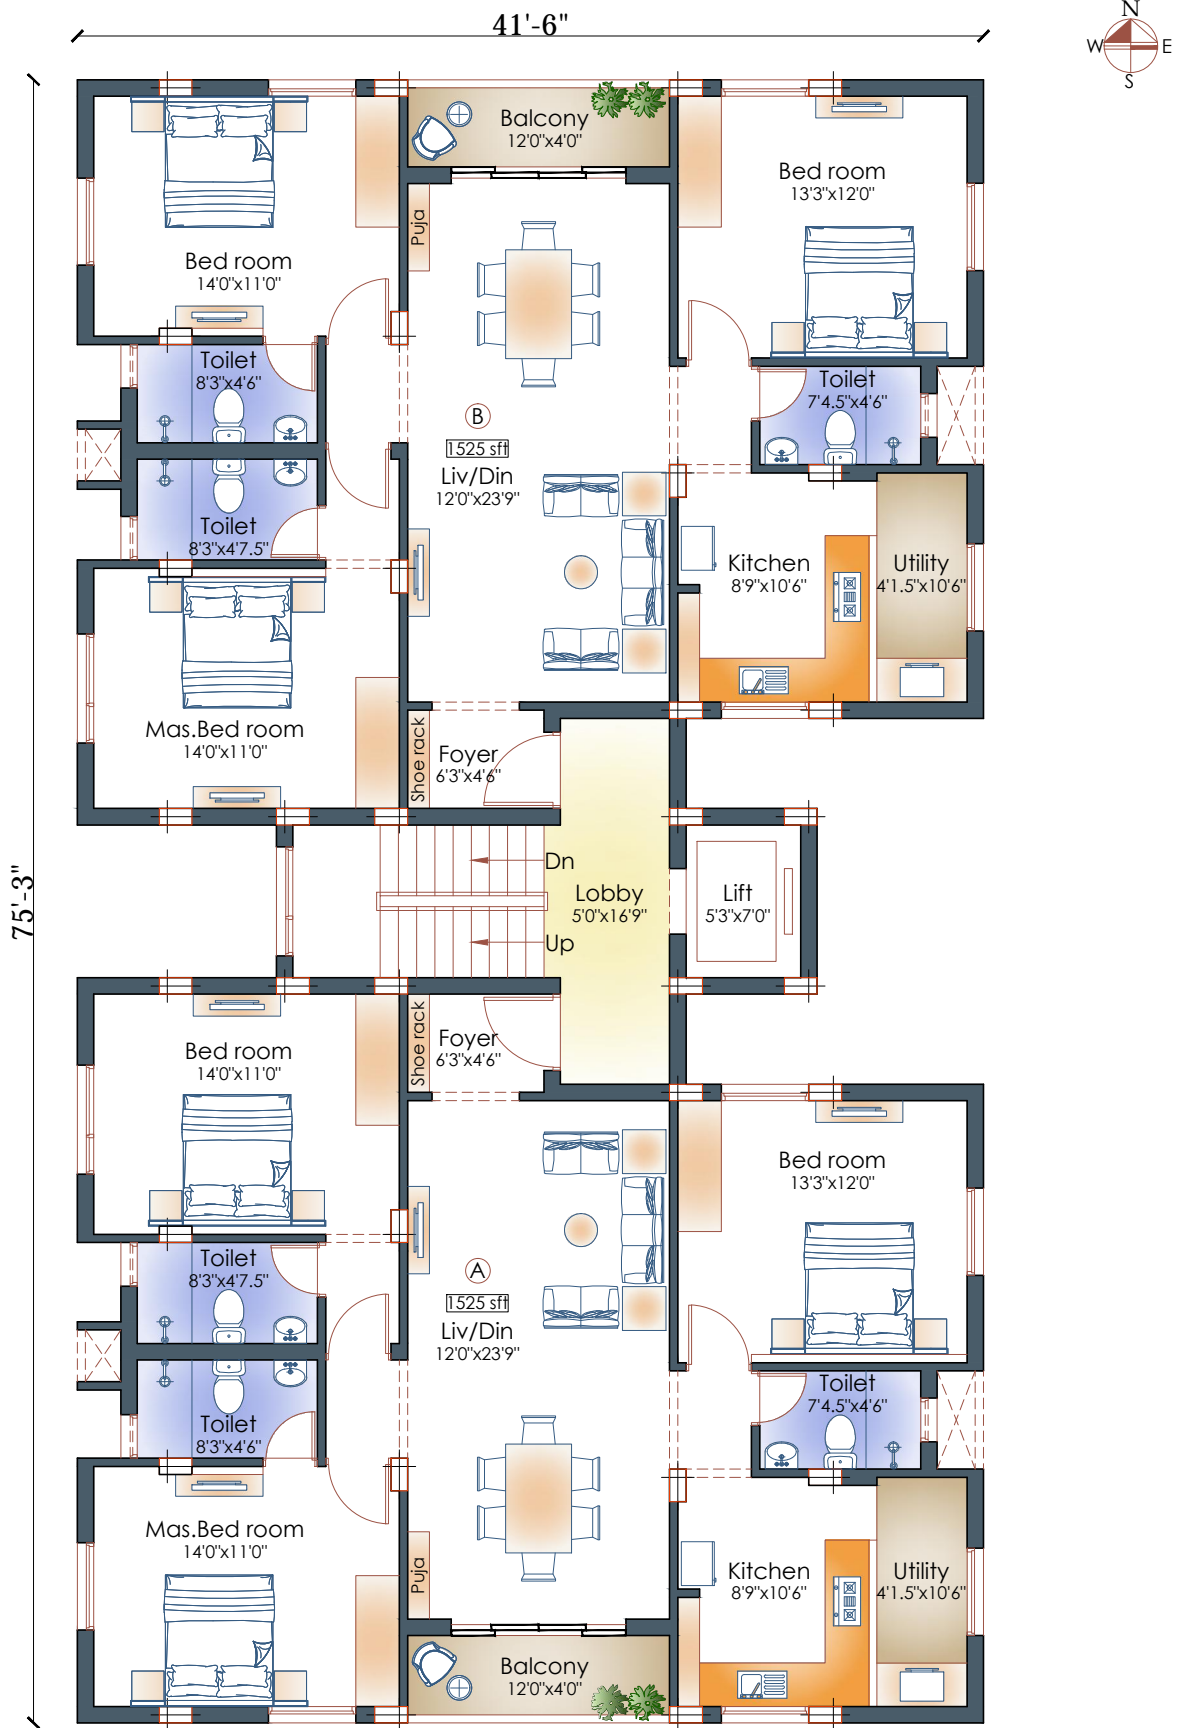 41'-6"
N
W E
S
Balcony
12'0"x4'0"
Bed room
13'3"x12'0"
Puja
Bed room
14'0"x11'0"
Toilet
8'3"x4'6"
Toilet
7'4.5"x4'6"
B
1525 sft
Liv/Din
12'0"x23'9"
Toilet
8'3"x4'7.5"
Kitchen
8'9"x10'6"
Utility
4'1.5"x10'6"
Mas.Bed room
14'0"x11'0"
Shoe rack
Foyer
6'3"x4'6"
75'-3"
Dn
Lobby
5'0"x16'9"
Lift
5'3"x7'0"
Up
Shoe rack
Foyer
6'3"x4'6"
Bed room
14'0"x11'0"
Bed room
13'3"x12'0"
Toilet
8'3"x4'7.5"
A
1525 sft
Liv/Din
12'0"x23'9"
Toilet
7'4.5"x4'6"
Toilet
8'3"x4'6"
Mas.Bed room
14'0"x11'0"
Puja
Kitchen
8'9"x10'6"
Utility
4'1.5"x10'6"
Balcony
12'0"x4'0"